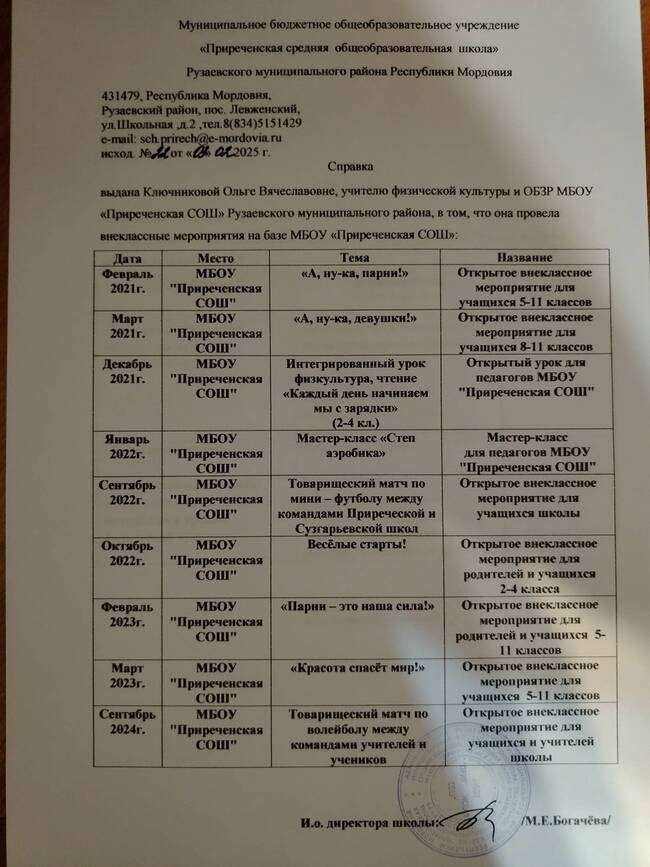 Муниципальное бюджетное общеобразовательное учреждение
«Приреченская средняя общеобразовательная школа»
Рузаевского муниципального района Республики Мордовия
431479, Республика Мордовия,
Рузаевский район, пос. Левженский,
ул.Школьная ,д.2 ,тел.8(834)5151429
e-mail: sch.prirech@e-mordovia.ru
исход. № от « » 2025 г.
Справка
выдана Ключниковой Ольге Вячеславовне, учителю физической культуры и ОБЗР МБОУ
«Приреченская СОШ» Рузаевского муниципального района, в том, что она провела
внеклассные мероприятия на базе МБОУ «Приреченская СОШ»:
Дата Место Тема Название
Февраль МБОУ «А, ну-ка, парни!» Открытое внеклассное
2021г. "Приреченская мероприятие для
СОШ" учащихся 5-11 классов
Март МБОУ «А, ну-ка, девушки!» Открытое внеклассное
2021г. "Приреченская мероприятие для
СОШ" учащихся 8-11 классов
Декабрь МБОУ Интегрированный урок Открытый урок для
2021г. "Приреченская физкультура, чтение педагогов МБОУ
СОШ" «Каждый день начинаем "Приреченская СОШ"
мы с зарядки»
(2-4 кл.)
Январь МБОУ Мастер-класс «Степ Мастер-класс
2022г. "Приреченская аэробика» для педагогов МБОУ
СОШ" "Приреченская СОШ"
Сентябрь МБОУ Товарищеский матч по Открытое внеклассное
2022г. "Приреченская мини – футболу между мероприятие для
СОШ" командами Приреческой и учащихся школы
Сузгарьевской школ
Октябрь МБОУ Весёлые старты! Открытое внеклассное
2022г. "Приреченская мероприятие для
СОШ" родителей и учащихся
2-4 класса
Февраль МБОУ «Парни – это наша сила!» Открытое внеклассное
2023г. "Приреченская мероприятие для
СОШ" родителей и учащихся 5-
11 классов
Март МБОУ «Красота спасёт мир!» Открытое внеклассное
2023г. "Приреченская мероприятие для
СОШ" учащихся 5-11 классов
Сентябрь МБОУ Товарищеский матч по Открытое внеклассное
2024г. "Приреченская волейболу между мероприятие для
СОШ" командами учителей и учащихся и учителей
учеников школы
И.о. директора школы: /М.Е.Богачёва/